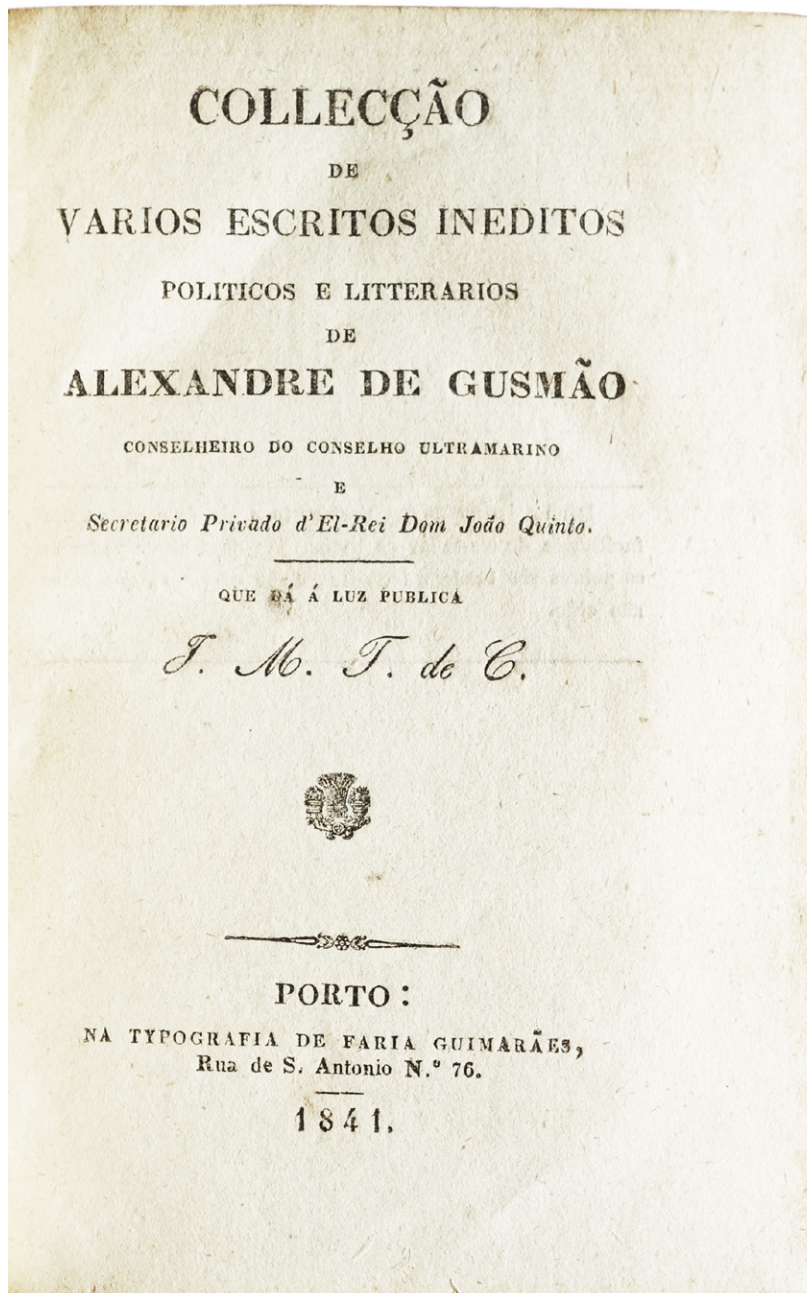 COLLECÇÃO
DE
VARIOS ESCRITOS INEDITOS
POLITICOS E LITTERARIOS
DE
ALEXANDRE DE GUSMÃO
CONSELHEIRO DO CONSELHO ULTRAMARINO
E
Secretario Privado d'El-Rei Dom João Quinto.
QUE DÁ Á LUZ PUBLICA
J. M. T. de C.
PORTO:
NA TYPOGRAFIA DE FARIA GUIMARÃES,
Rua de S. Antonio N.º 76.
1841.